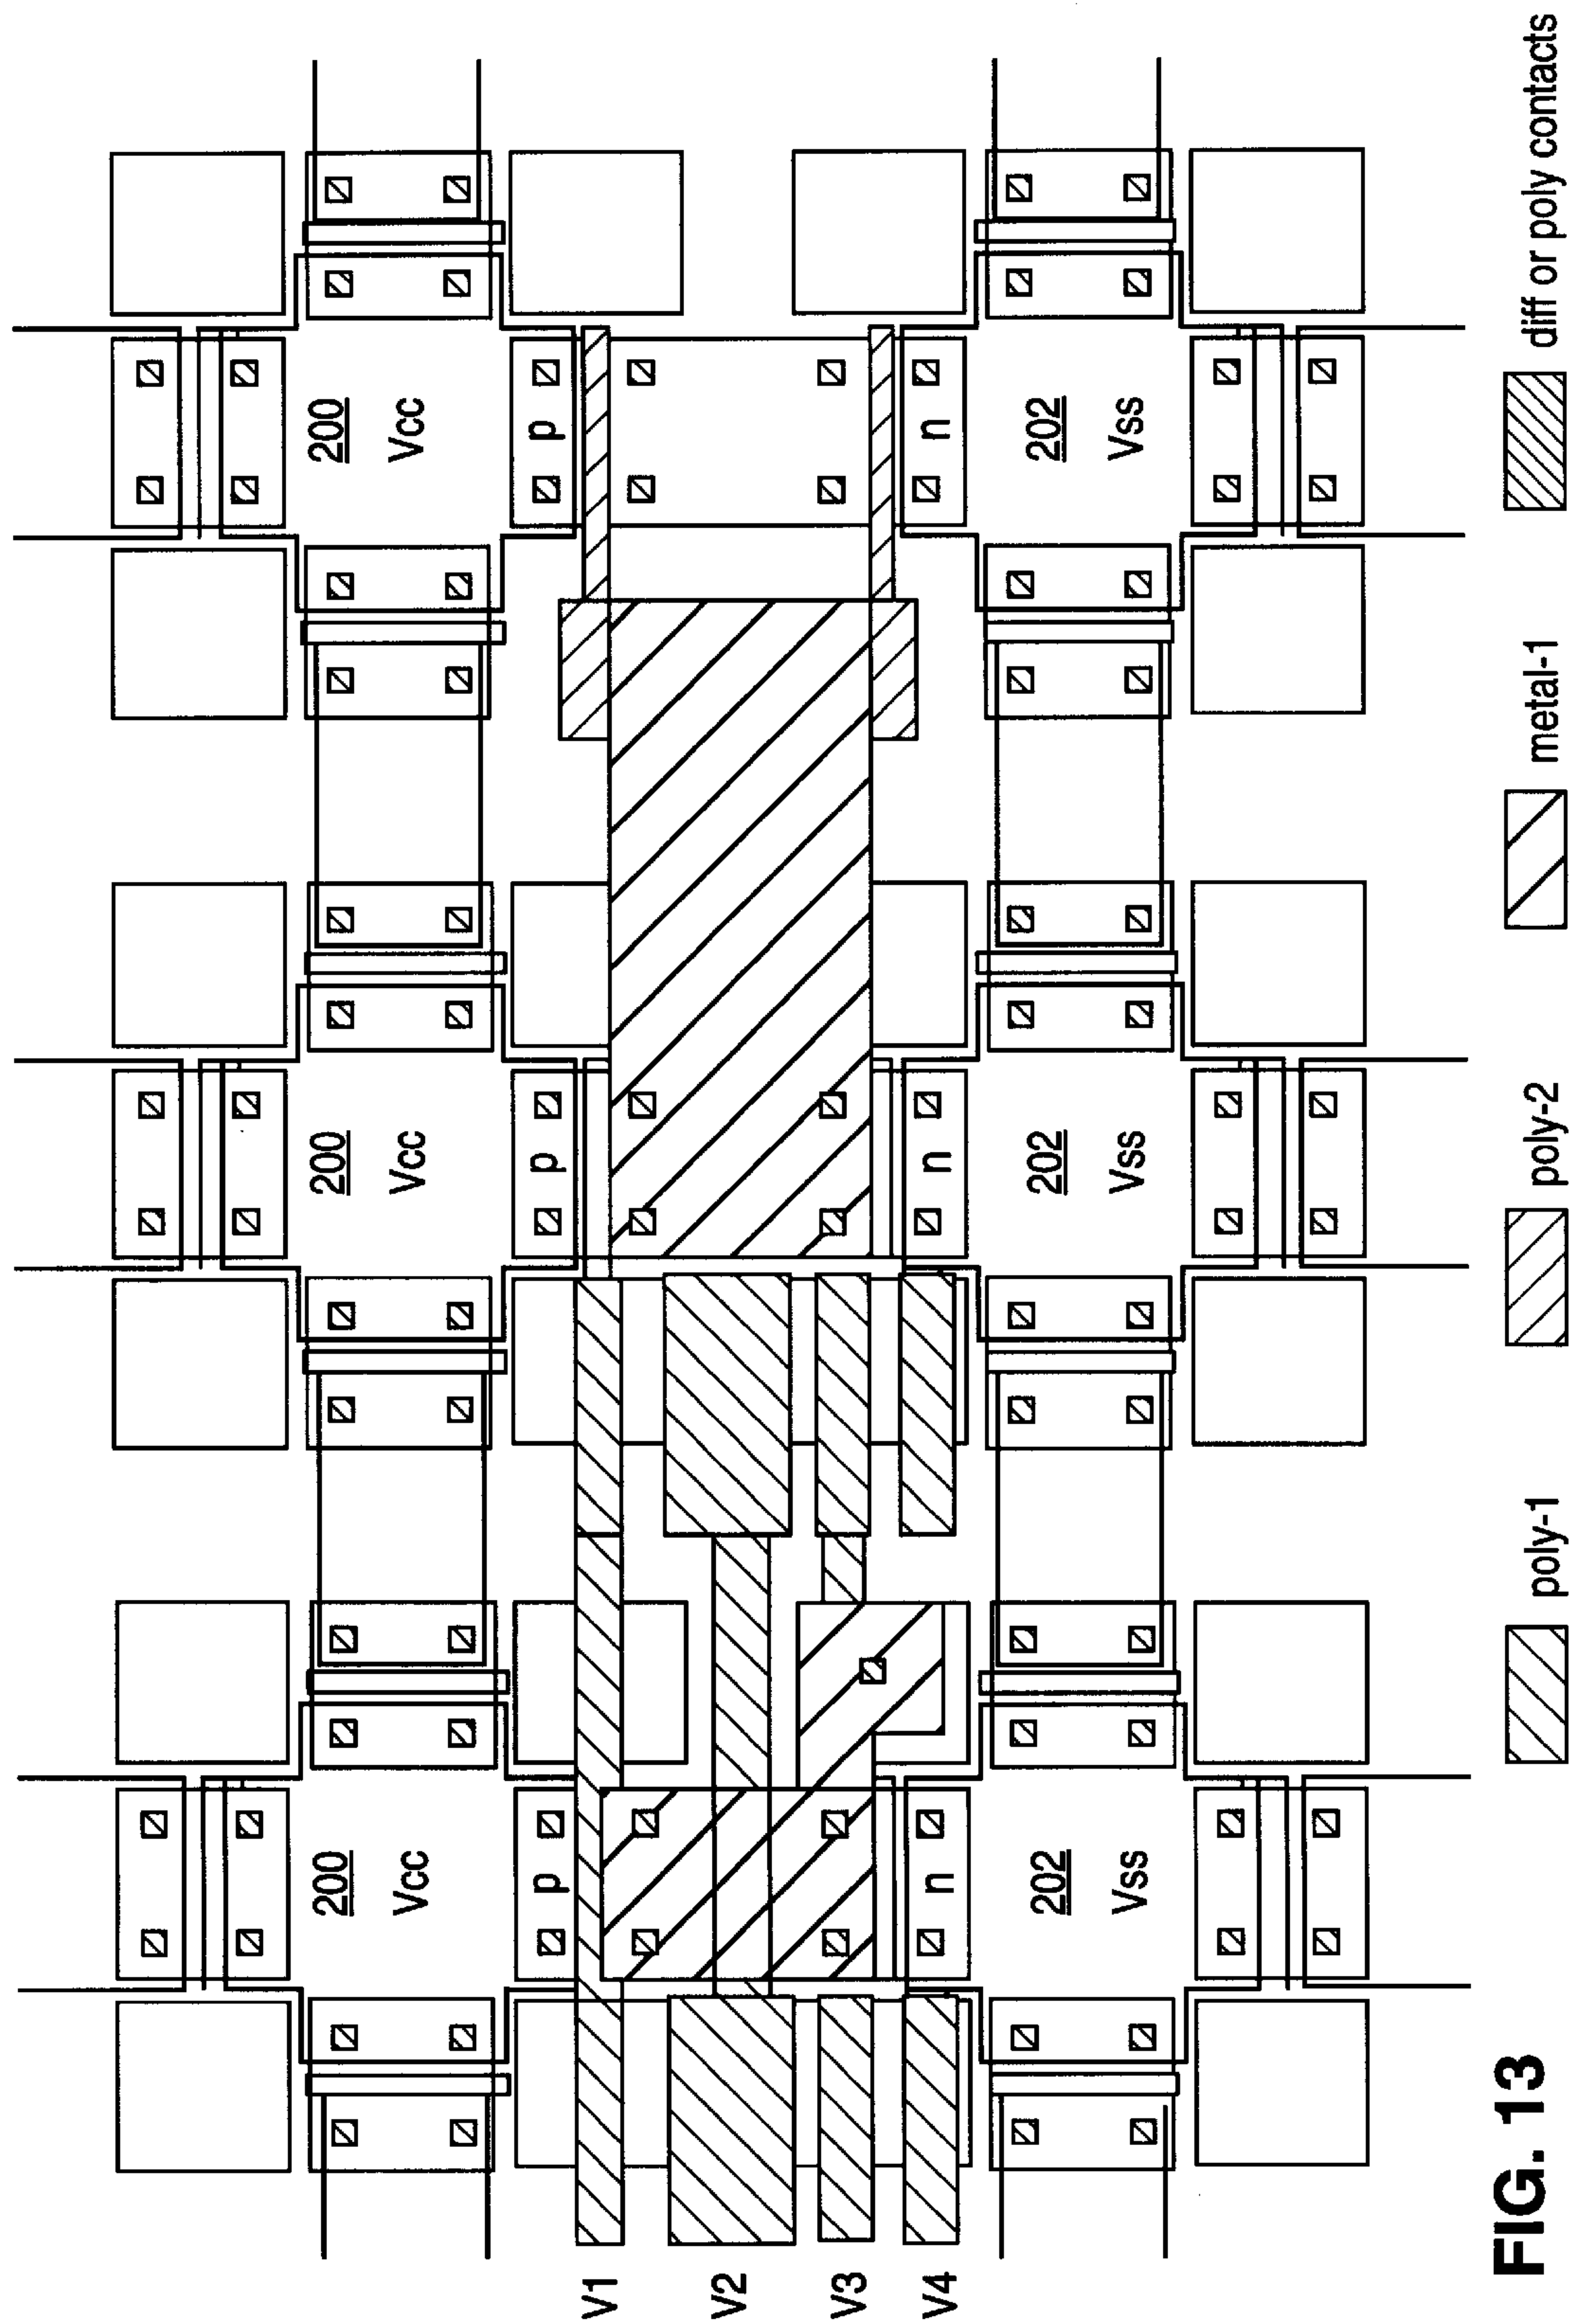 200 200 200
Vcc Vcc Vcc
p p p
V1
V2
V3
V4 n n n
202 202 202
Vss Vss Vss
poly-1 poly-2 metal-1 diff or poly contacts
FIG. 13